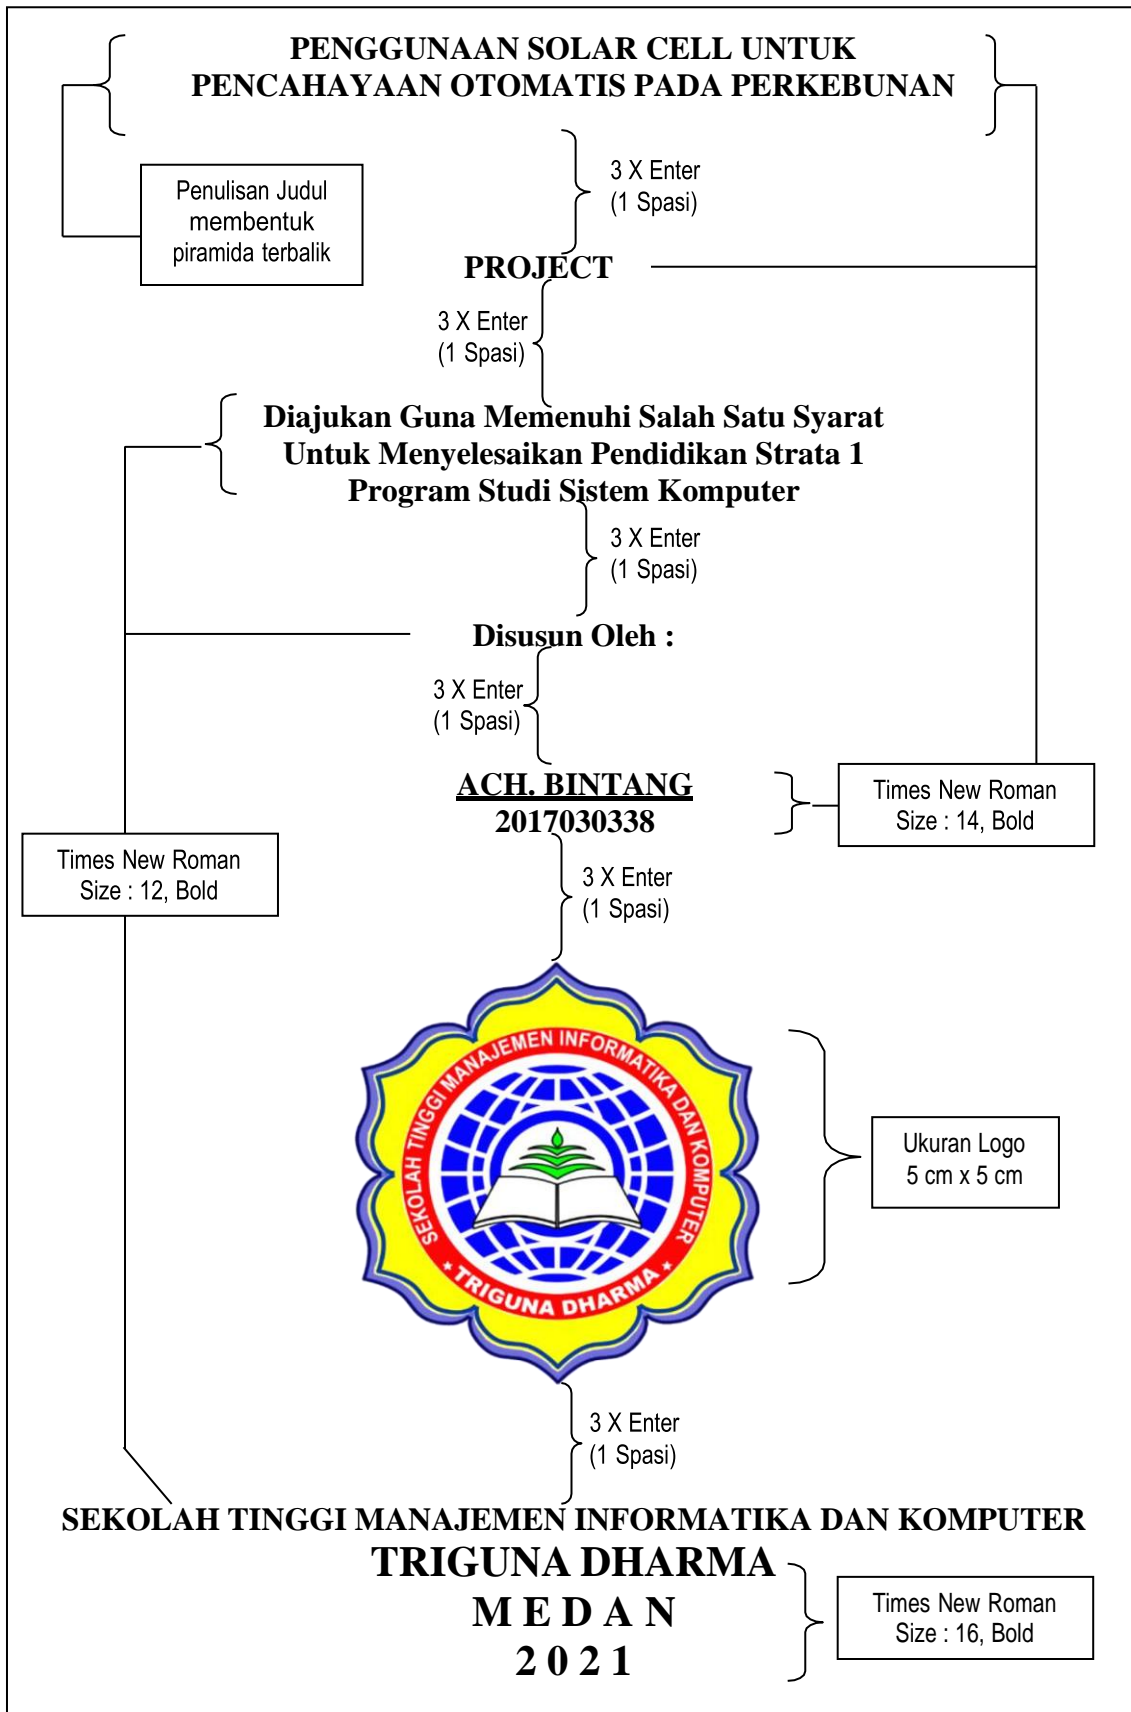 PENGGUNAAN SOLAR CELL UNTUK
PENCAHAYAAN OTOMATIS PADA PERKEBUNAN
3 X Enter
(1 Spasi)
Penulisan Judul
membentuk
piramida terbalik
PROJECT
3 X Enter
(1 Spasi)
Diajukan Guna Memenuhi Salah Satu Syarat
Untuk Menyelesaikan Pendidikan Strata 1
Program Studi Sistem Komputer
3 X Enter
(1 Spasi)
Disusun Oleh :
3 X Enter
(1 Spasi)
ACH. BINTANG
2017030338
Times New Roman
Size : 14, Bold
Times New Roman
Size : 12, Bold
3 X Enter
(1 Spasi)
SEKOLAH TINGGI MANAJEMEN INFORMATIKA DAN KOMPUTER
TRIGUNA DHARMA
Ukuran Logo
5 cm x 5 cm
3 X Enter
(1 Spasi)
SEKOLAH TINGGI MANAJEMEN INFORMATIKA DAN KOMPUTER
TRIGUNA DHARMA
M E D A N
2 0 2 1
Times New Roman
Size : 16, Bold